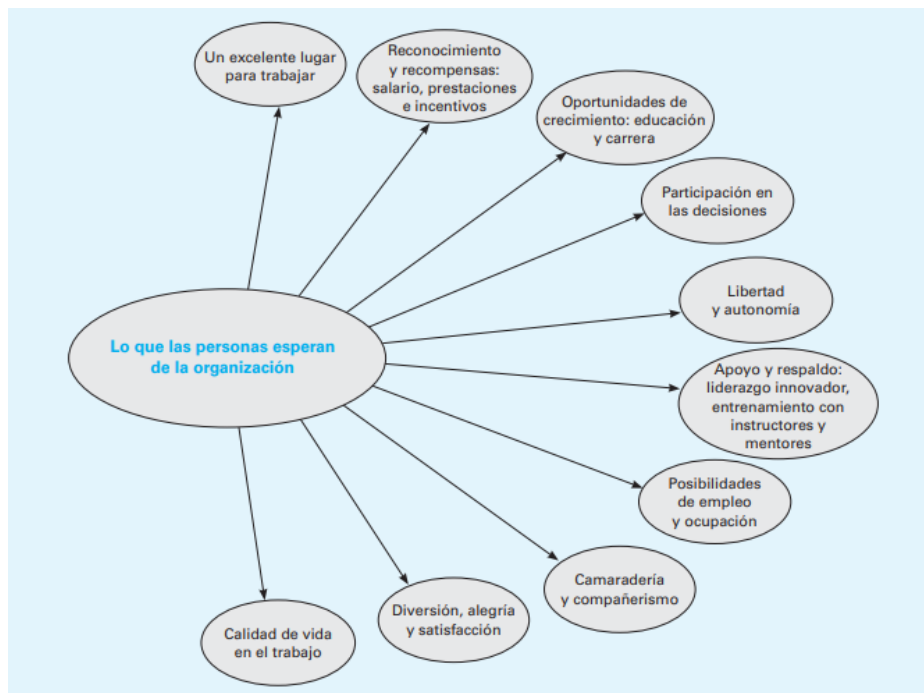 Un excelente lugar
para trabajar
Reconocimiento
y recompensas:
salario, prestaciones
e incentivos
Oportunidades de
crecimiento: educación
y carrera
Participación en
las decisiones
Libertad
y autonomía
Lo que las personas esperan
de la organización
Apoyo y respaldo:
liderazgo innovador,
entrenamiento con
instructores y
mentores
Posibilidades
de empleo
y ocupación
Camaradería
y compañerismo
Diversión, alegría
y satisfacción
Calidad de vida
en el trabajo